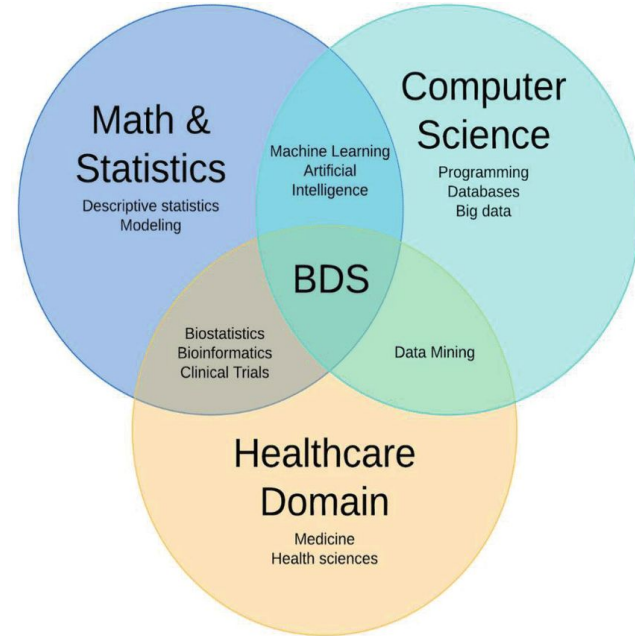 Math &
Statistics
Descriptive statistics
Modeling
Machine Learning
Artificial
Intelligence
Computer
Science
Programming
Databases
Big data
BDS
Biostatistics
Bioinformatics
Clinical Trials
Data Mining
Healthcare
Domain
Medicine
Health sciences